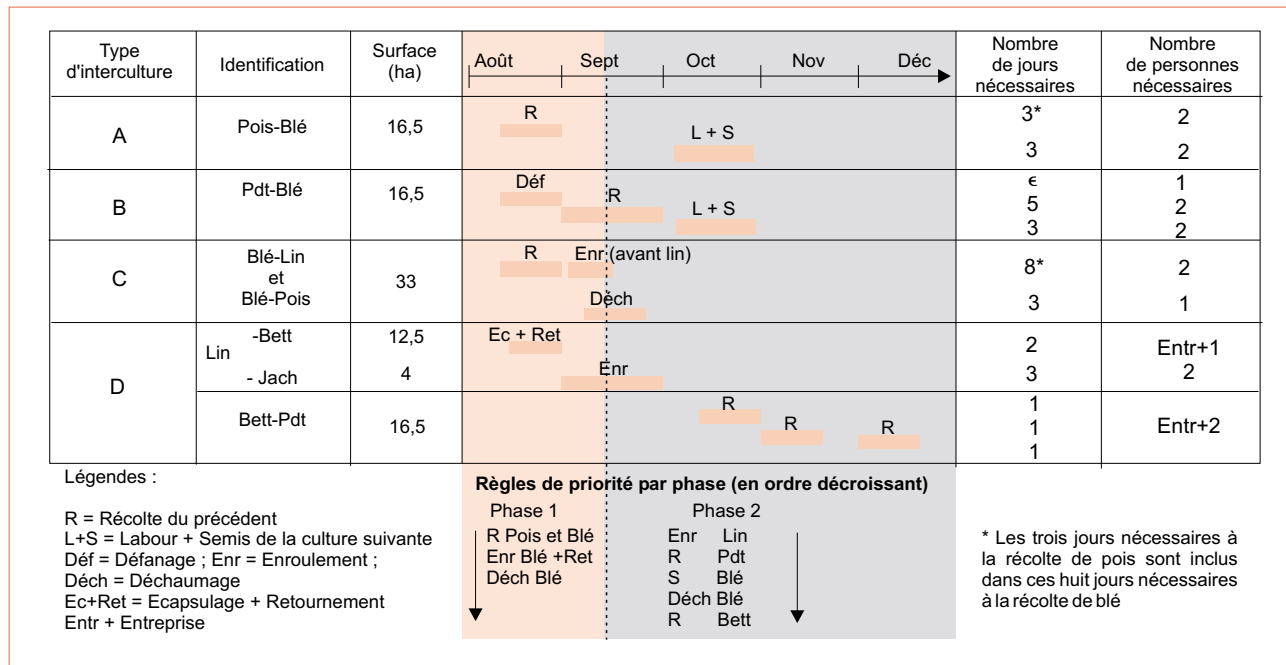 Type
d'interculture
Identification
Surface
(ha)
Août Sept Oct Nov Déc
Nombre
de jours
nécessaires
Nombre
de personnes
nécessaires
A
Pois-Blé
16,5
R
L + S
3*
3
2
2
B
Pdt-Blé
16,5
Déf
R
L + S
ϵ
5
3
1
2
2
C
Blé-Lin
et
Blé-Pois
33
R
Enr (avant lin)
Déch
8*
3
2
1
D
Lin
-Bett
- Jach
12,5
4
Ec + Ret
Enr
2
3
Entr+1
2
Bett-Pdt
16,5
R
R
R
1
1
1
Entr+2
Légendes :
R = Récolte du précédent
L+S = Labour + Semis de la culture suivante
Déf = Défanage ; Enr = Enroulement ;
Déch = Déchaumage
Ec+Ret = Ecapsulage + Retournement
Entr + Entreprise
Règles de priorité par phase (en ordre décroissant)
Phase 1
R Pois et Blé
Enr Blé +Ret
Déch Blé
Phase 2
Enr Lin
R Pdt
S Blé
Déch Blé
R Bett
* Les trois jours nécessaires à
la récolte de pois sont inclus
dans ces huit jours nécessaires
à la récolte de blé